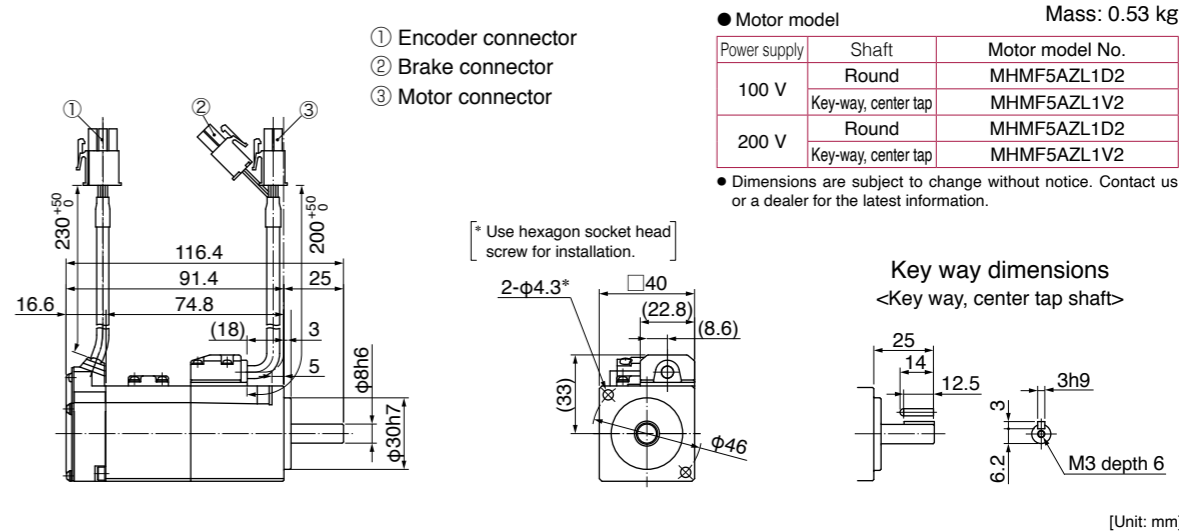 ① Encoder connector
② Brake connector
③ Motor connector
● Motor model
Mass: 0.53 kg
Power supply Shaft Motor model No.
100 V Round MHMF5AZL1D2
Key-way, center tap MHMF5AZL1V2
200 V Round MHMF5AZL1D2
Key-way, center tap MHMF5AZL1V2
● Dimensions are subject to change without notice. Contact us
or a dealer for the latest information.
① ② ③
230 +50 0
200 +50 0
116.4
91.4 25
16.6 74.8
(18) 3
5
φ8h6
φ30h7
* Use hexagon socket head
screw for installation.
2-φ4.3*
□40
(22.8)
(8.6)
(33)
φ46
Key way dimensions
<Key way, center tap shaft>
25
14
12.5
3h9
3
6.2
M3 depth 6
[Unit: mm]